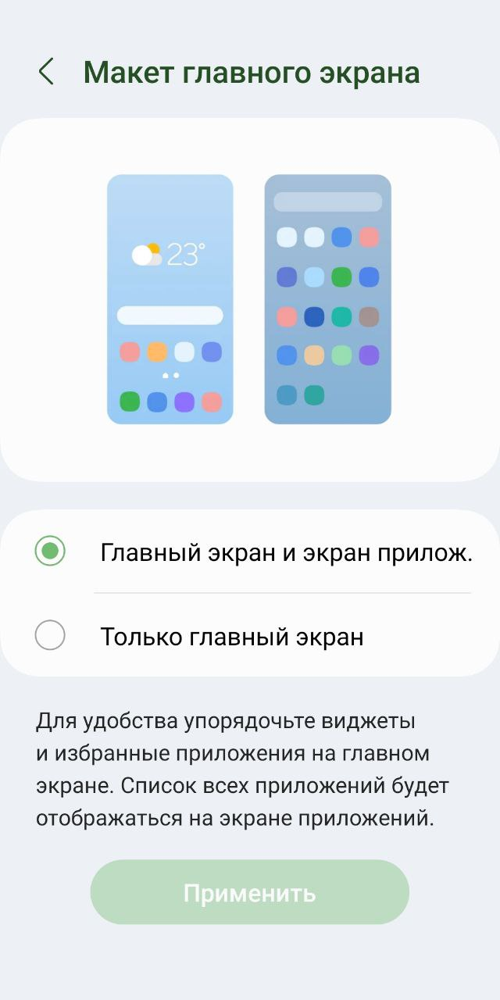 Макет главного экрана
23°
Главный экран и экран прилож.
Только главный экран
Для удобства упорядочьте виджеты
и избранные приложения на главном
экране. Список всех приложений будет
отображаться на экране приложений.
Применить